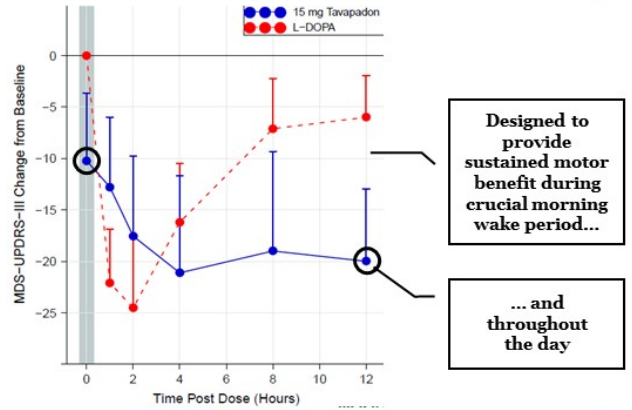 15 mg Tavapadon
L-DOPA
MDS-UPDRS-III Change from Baseline
0
-5
-10
-15
-20
-25
0
2
4
6
8
10
12
Time Post Dose (Hours)
Designed to
provide
sustained motor
benefit during
crucial morning
wake period...
... and
throughout
the day